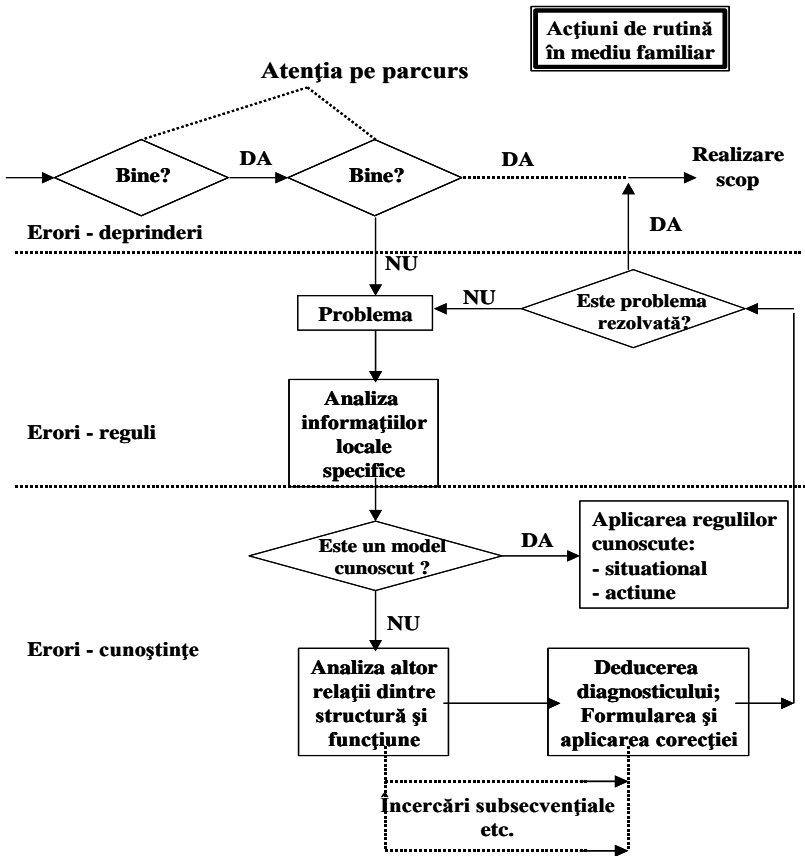 Acţiuni de rutină
în mediu familiar
Atenţia pe parcurs
Bine?
DA
Bine?
DA
Realizare
scop
Erori - deprinderi
DA
NU
Problema
NU
Este problema
rezolvată?
Analiza
informaţiilor
locale
specifice
Erori - reguli
Este un model
cunoscut ?
DA
Aplicarea regulilor
cunoscute:
- situational
- actiune
NU
Erori - cunoştinţe
Analiza altor
relaţii dintre
structură şi
funcţiune
Deducerea
diagnosticului;
Formularea şi
aplicarea corecţiei
Încercări subsecvenţiale
etc.